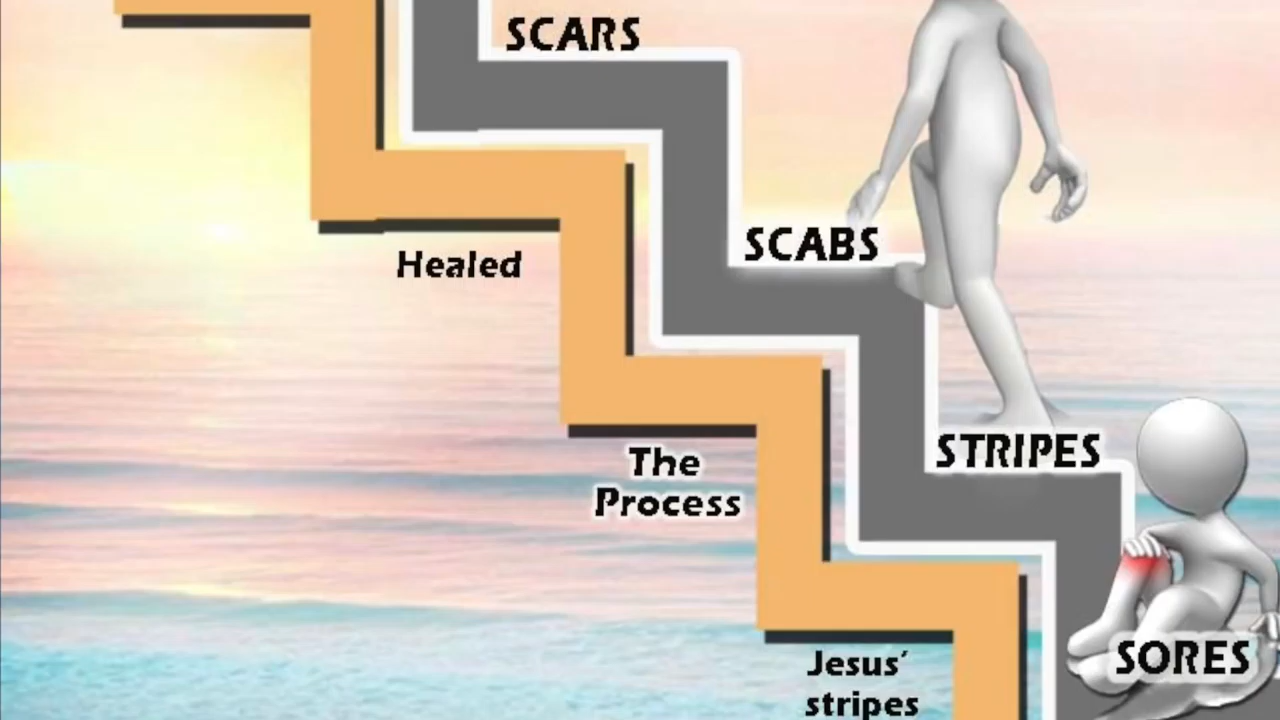 SCARS
SCABS
Healed
STRIPES
The
Process
SORES
Jesus’
stripes